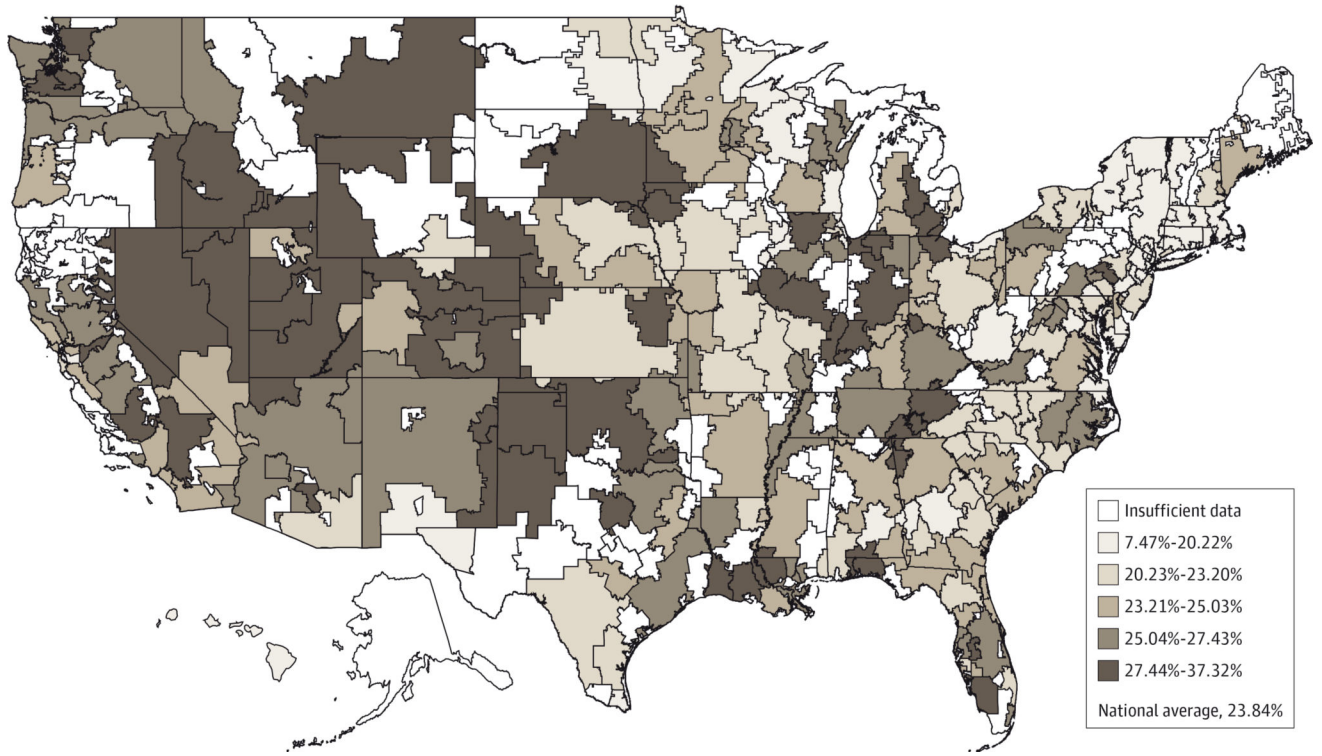 Insufficient data
7.47%-20.22%
20.23%-23.20%
23.21%-25.03%
25.04%-27.43%
27.44%-37.32%
National average, 23.84%